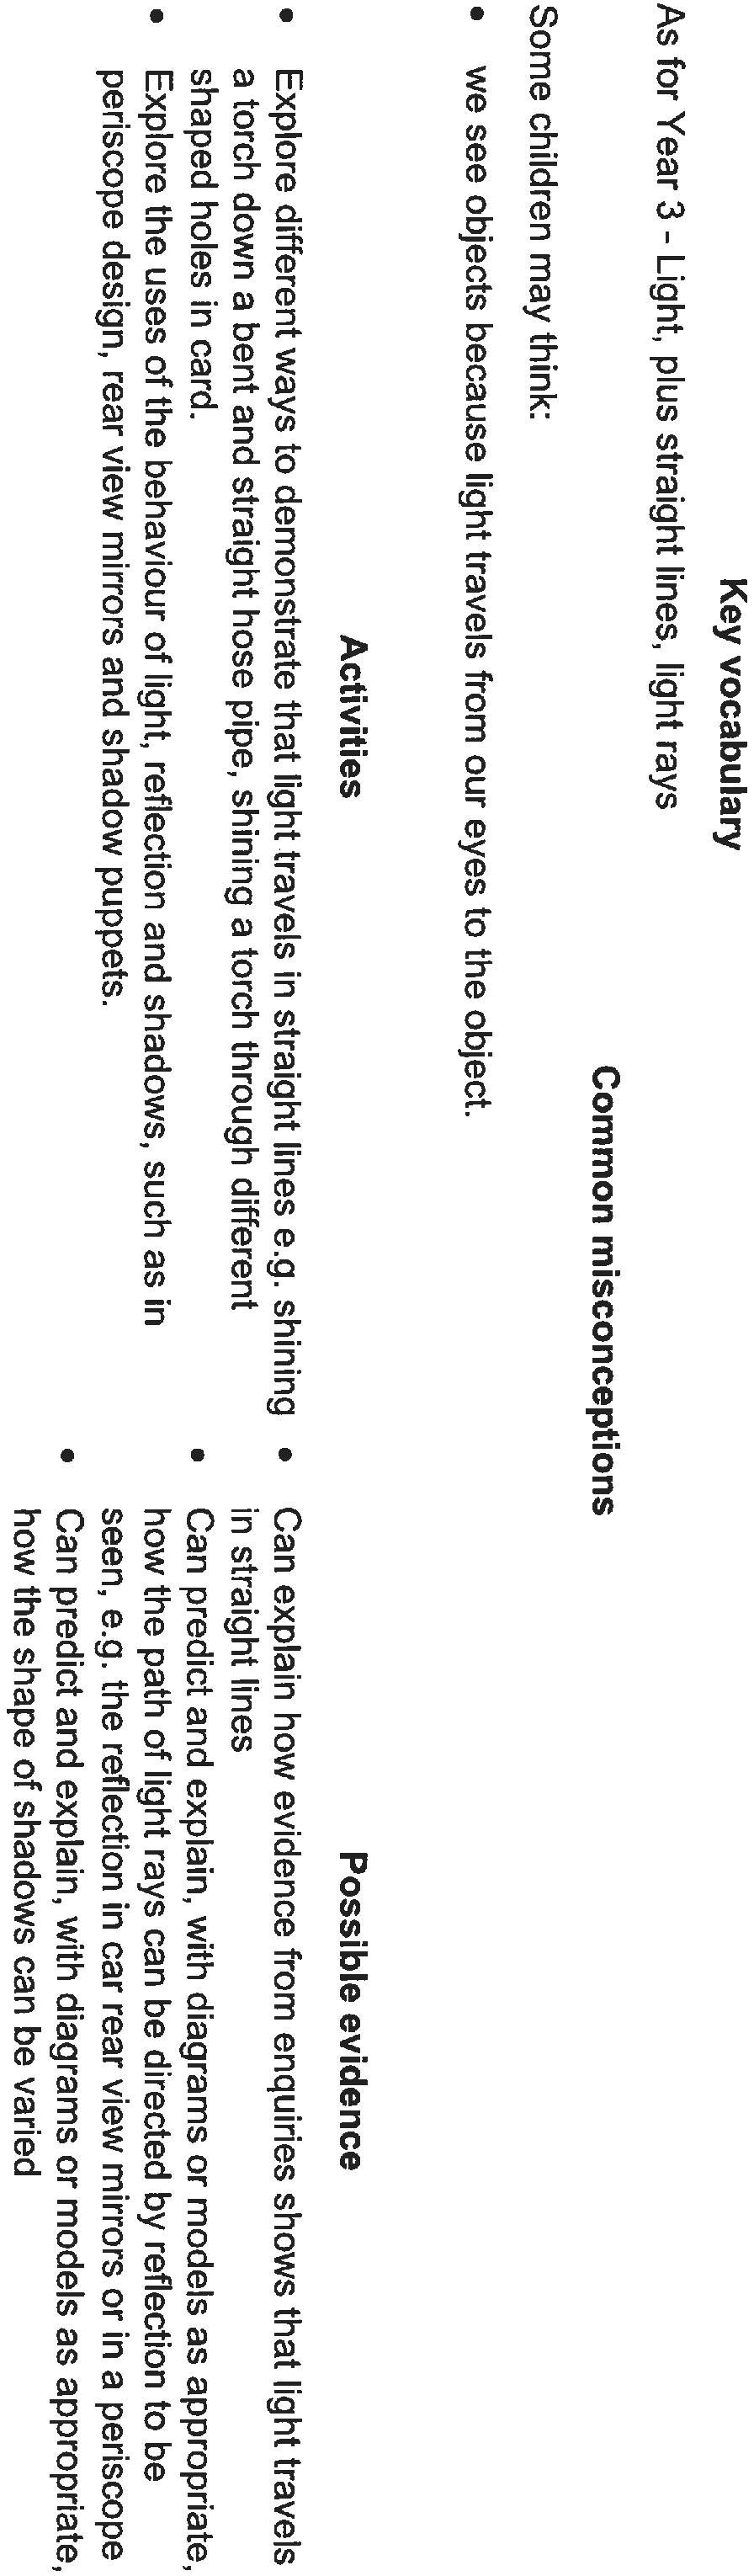 Key vocabulary
As for Year 3 - Light, plus straight lines, light rays
Common misconceptions
Some children may think:
• we see objects because light travels from our eyes to the object.
Activities
• Explore different ways to demonstrate that light travels in straight lines e.g. shining
a torch down a bent and straight hose pipe, shining a torch through different
shaped holes in card.
• Explore the uses of the behaviour of light, reflection and shadows, such as in
periscope design, rear view mirrors and shadow puppets.
Possible evidence
• Can explain how evidence from enquiries shows that light travels
in straight lines
• Can predict and explain, with diagrams or models as appropriate,
how the path of light rays can be directed by reflection to be
seen, e.g. the reflection in car rear view mirrors or in a periscope
• Can predict and explain, with diagrams or models as appropriate,
how the shape of shadows can be varied